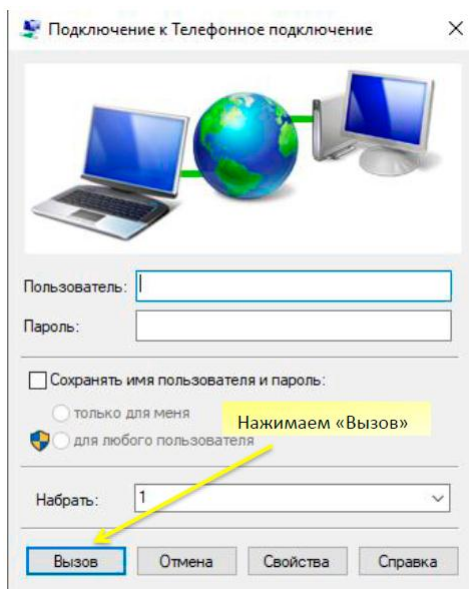 Подключение к Телефонное подключение
Пользователь:
Пароль:
Сохранять имя пользователя и пароль:
только для меня
Нажимаем «Вызов»
для любого пользователя
Набрать: 1
Вызов Отмена Свойства Справка